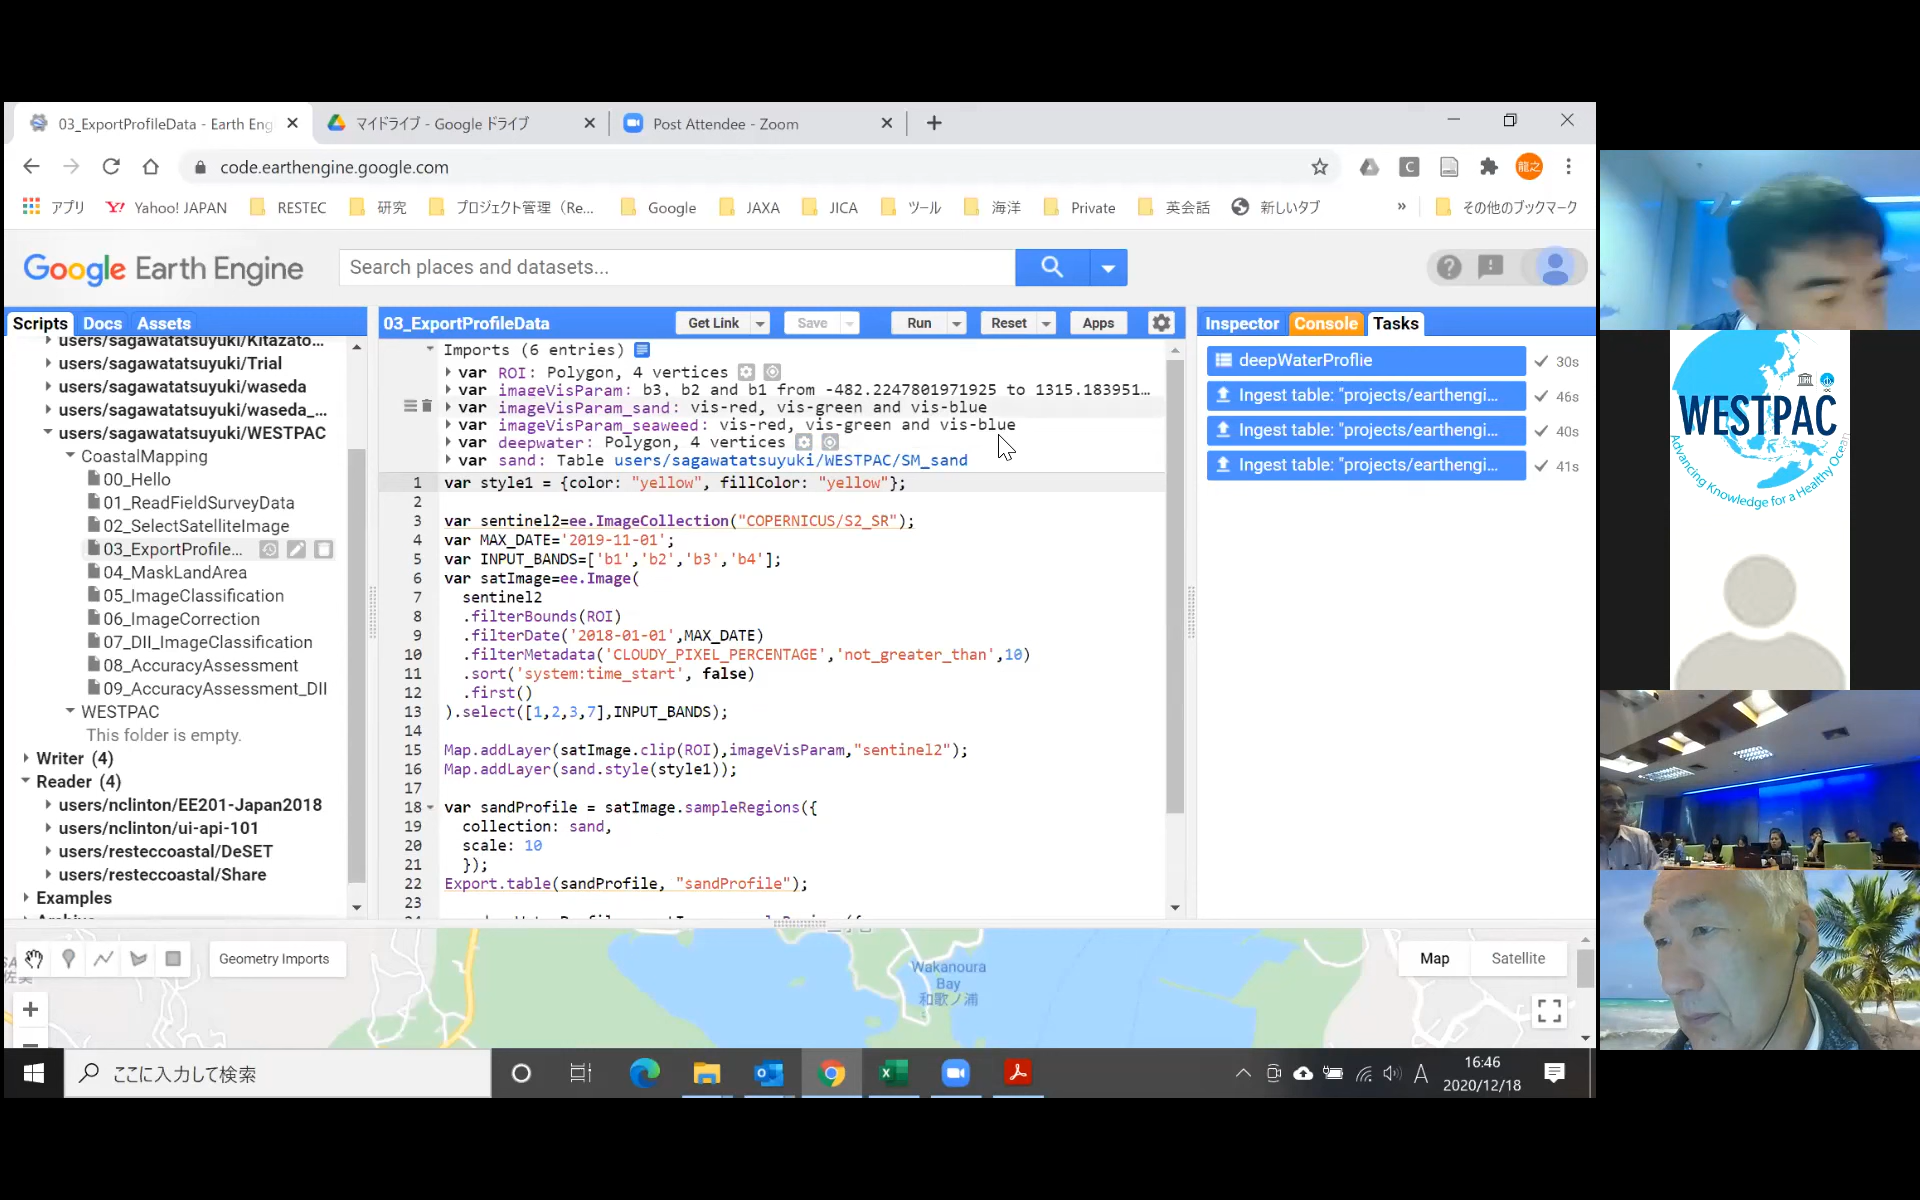 03_ExportProfileData - Earth Eng
マイドライブ - Google ドライブ
Post Attendee - Zoom
code.earthengine.google.com
龍之
アプリ
Yahoo! JAPAN
RESTEC
研究
プロジェクト管理（Re...
Google
JAXA
JICA
ツール
海洋
Private
英会話
新しいタブ
»
その他のブックマーク
Google Earth Engine
Search places and datasets...
Scripts Docs Assets
users/sagawatatsuyuki/Kitazato...
users/sagawatatsuyuki/Trial
users/sagawatatsuyuki/waseda
users/sagawatatsuyuki/waseda_...
users/sagawatatsuyuki/WESTPAC
CoastalMapping
00_Hello
01_ReadFieldSurveyData
02_SelectSatelliteImage
03_ExportProfile...
04_MaskLandArea
05_ImageClassification
06_ImageCorrection
07_DII_ImageClassification
08_AccuracyAssessment
09_AccuracyAssessment_DII
WESTPAC
This folder is empty.
Writer (4)
Reader (4)
users/nclinton/EE201-Japan2018
users/nclinton/ui-api-101
users/resteccoastal/DeSET
users/resteccoastal/Share
Examples
03_ExportProfileData
Get Link
Save
Run
Reset
Apps
Imports (6 entries)
var ROI: Polygon, 4 vertices
var imageVisParam: b3, b2 and b1 from -482.2247801971925 to 1315.183951...
var imageVisParam_sand: vis-red, vis-green and vis-blue
var imageVisParam_seaweed: vis-red, vis-green and vis-blue
var deepwater: Polygon, 4 vertices
var sand: Table users/sagawatatsuyuki/WESTPAC/SM_sand
1 var style1 = {color: "yellow", fillColor: "yellow"};
2
3 var sentinel2=ee.ImageCollection("COPERNICUS/S2_SR");
4 var MAX_DATE='2019-11-01';
5 var INPUT_BANDS=['b1','b2','b3','b4'];
6 var satImage=ee.Image(
7 sentinel2
8 .filterBounds(ROI)
9 .filterDate('2018-01-01',MAX_DATE)
10 .filterMetadata('CLOUDY_PIXEL_PERCENTAGE','not_greater_than',10)
11 .sort('system:time_start', false)
12 .first()
13 ).select([1,2,3,7],INPUT_BANDS);
14
15 Map.addLayer(satImage.clip(ROI),imageVisParam,"sentinel2");
16 Map.addLayer(sand.style(style1));
17
18 var sandProfile = satImage.sampleRegions({
19 collection: sand,
20 scale: 10
21 });
22 Export.table(sandProfile, "sandProfile");
23
Inspector Console Tasks
deepWaterProflie 30s
Ingest table: "projects/earthengi... 46s
Ingest table: "projects/earthengi... 40s
Ingest table: "projects/earthengi... 41s
Geometry Imports
Wakanoura
Bay
和歌ノ浦
Map
Satellite
ここに入力して検索
A
16:46
2020/12/18
WESTPAC
Advancing Knowledge for a Healthy Ocean